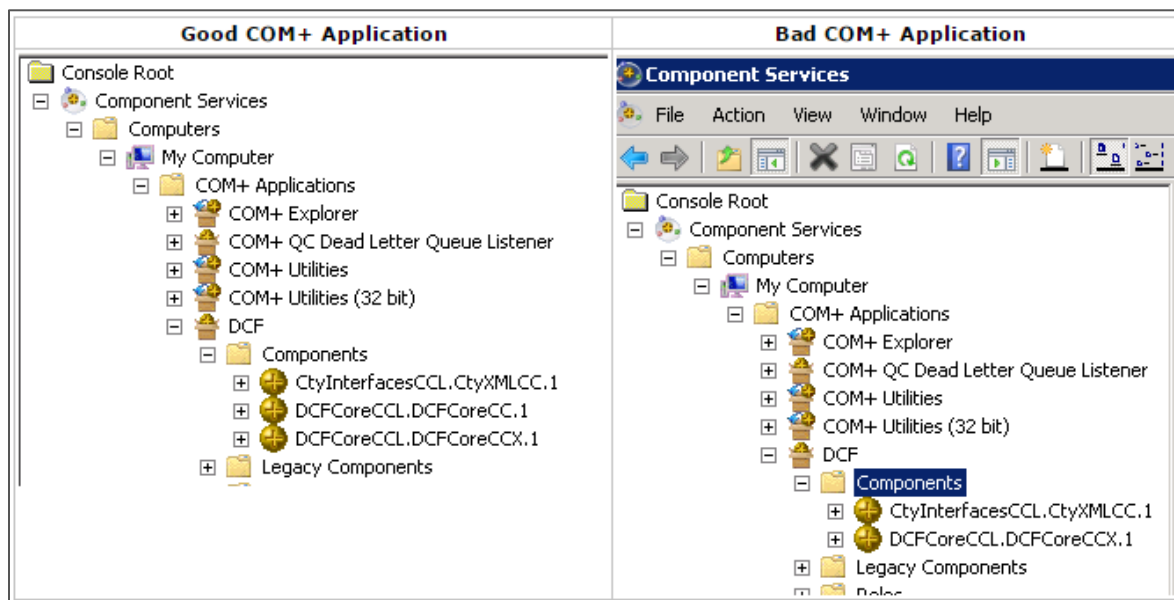 Good COM+ Application
Console Root
Component Services
Computers
My Computer
COM+ Applications
COM+ Explorer
COM+ QC Dead Letter Queue Listener
COM+ Utilities
COM+ Utilities (32 bit)
DCF
Components
CtyInterfacesCCL.CtyXMLCC.1
DCFCoreCCL.DCFCoreCC.1
DCFCoreCCL.DCFCoreCCX.1
Legacy Components
Bad COM+ Application
Component Services
File Action View Window Help
Console Root
Component Services
Computers
My Computer
COM+ Applications
COM+ Explorer
COM+ QC Dead Letter Queue Listener
COM+ Utilities
COM+ Utilities (32 bit)
DCF
Components
CtyInterfacesCCL.CtyXMLCC.1
DCFCoreCCL.DCFCoreCCX.1
Legacy Components